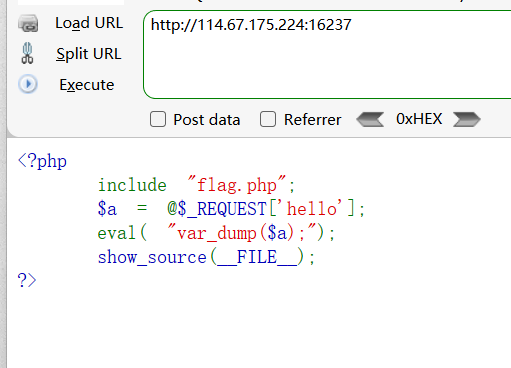 Load URL
http://114.67.175.224:16237
Split URL
Execute
Post data Referrer 0xHEX
<?php
include "flag.php";
$a = @$_REQUEST['hello'];
eval( "var_dump($a);");
show_source(__FILE__);
?>